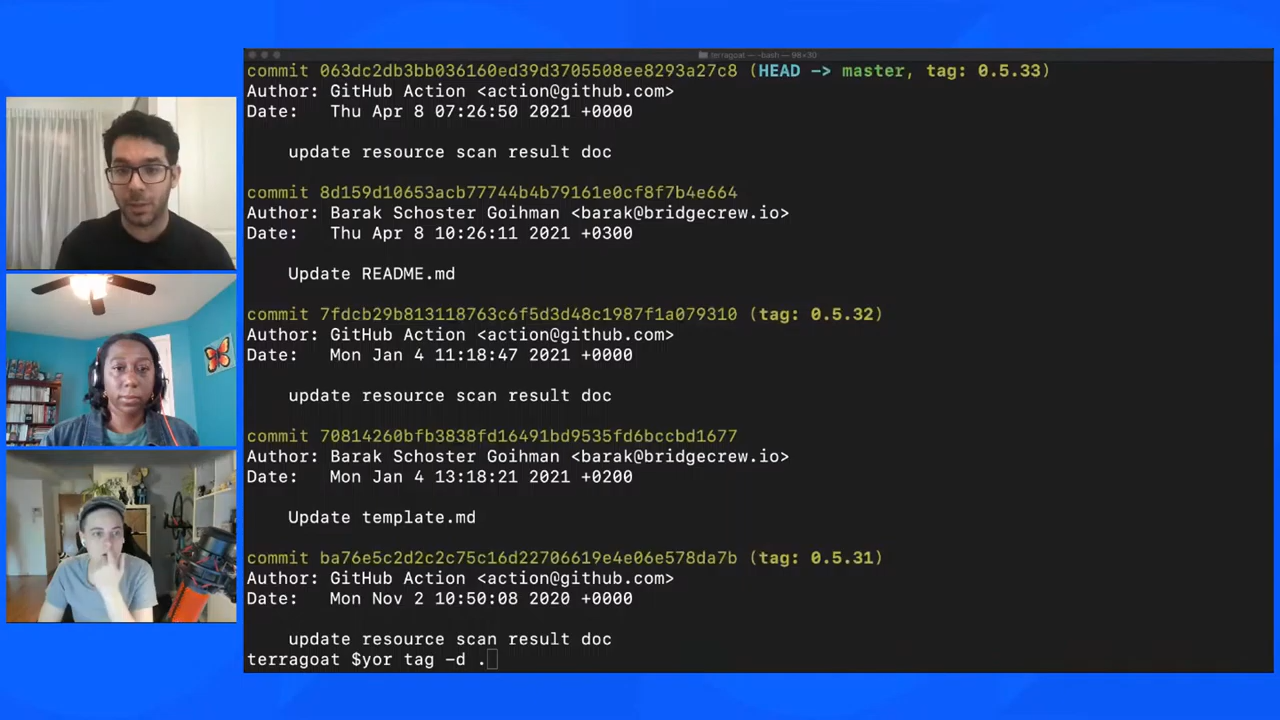 terragoat — -bash — 98×30
commit 063dc2db3bb036160ed39d3705508ee8293a27c8 (HEAD -> master, tag: 0.5.33)
Author: GitHub Action <action@github.com>
Date:   Thu Apr 8 07:26:50 2021 +0000
update resource scan result doc
commit 8d159d10653acb77744b4b79161e0cf8f7b4e664
Author: Barak Schoster Goihman <barak@bridgecrew.io>
Date:   Thu Apr 8 10:26:11 2021 +0300
Update README.md
commit 7fdcb29b813118763c6f5d3d48c1987f1a079310 (tag: 0.5.32)
Author: GitHub Action <action@github.com>
Date:   Mon Jan 4 11:18:47 2021 +0000
update resource scan result doc
commit 70814260bfb3838fd16491bd9535fd6bccbd1677
Author: Barak Schoster Goihman <barak@bridgecrew.io>
Date:   Mon Jan 4 13:18:21 2021 +0200
Update template.md
commit ba76e5c2d2c2c75c16d22706619e4e06e578da7b (tag: 0.5.31)
Author: GitHub Action <action@github.com>
Date:   Mon Nov 2 10:50:08 2020 +0000
update resource scan result doc
terragoat $yor tag -d .